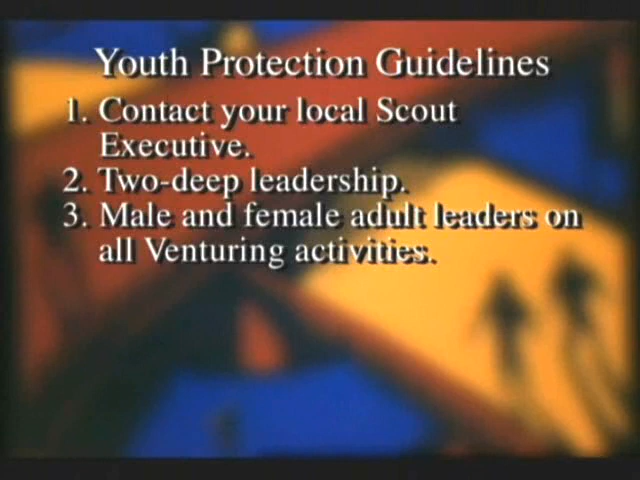 Youth Protection Guidelines
1. Contact your local Scout
Executive.
2. Two-deep leadership.
3. Male and female adult leaders on
all Venturing activities.